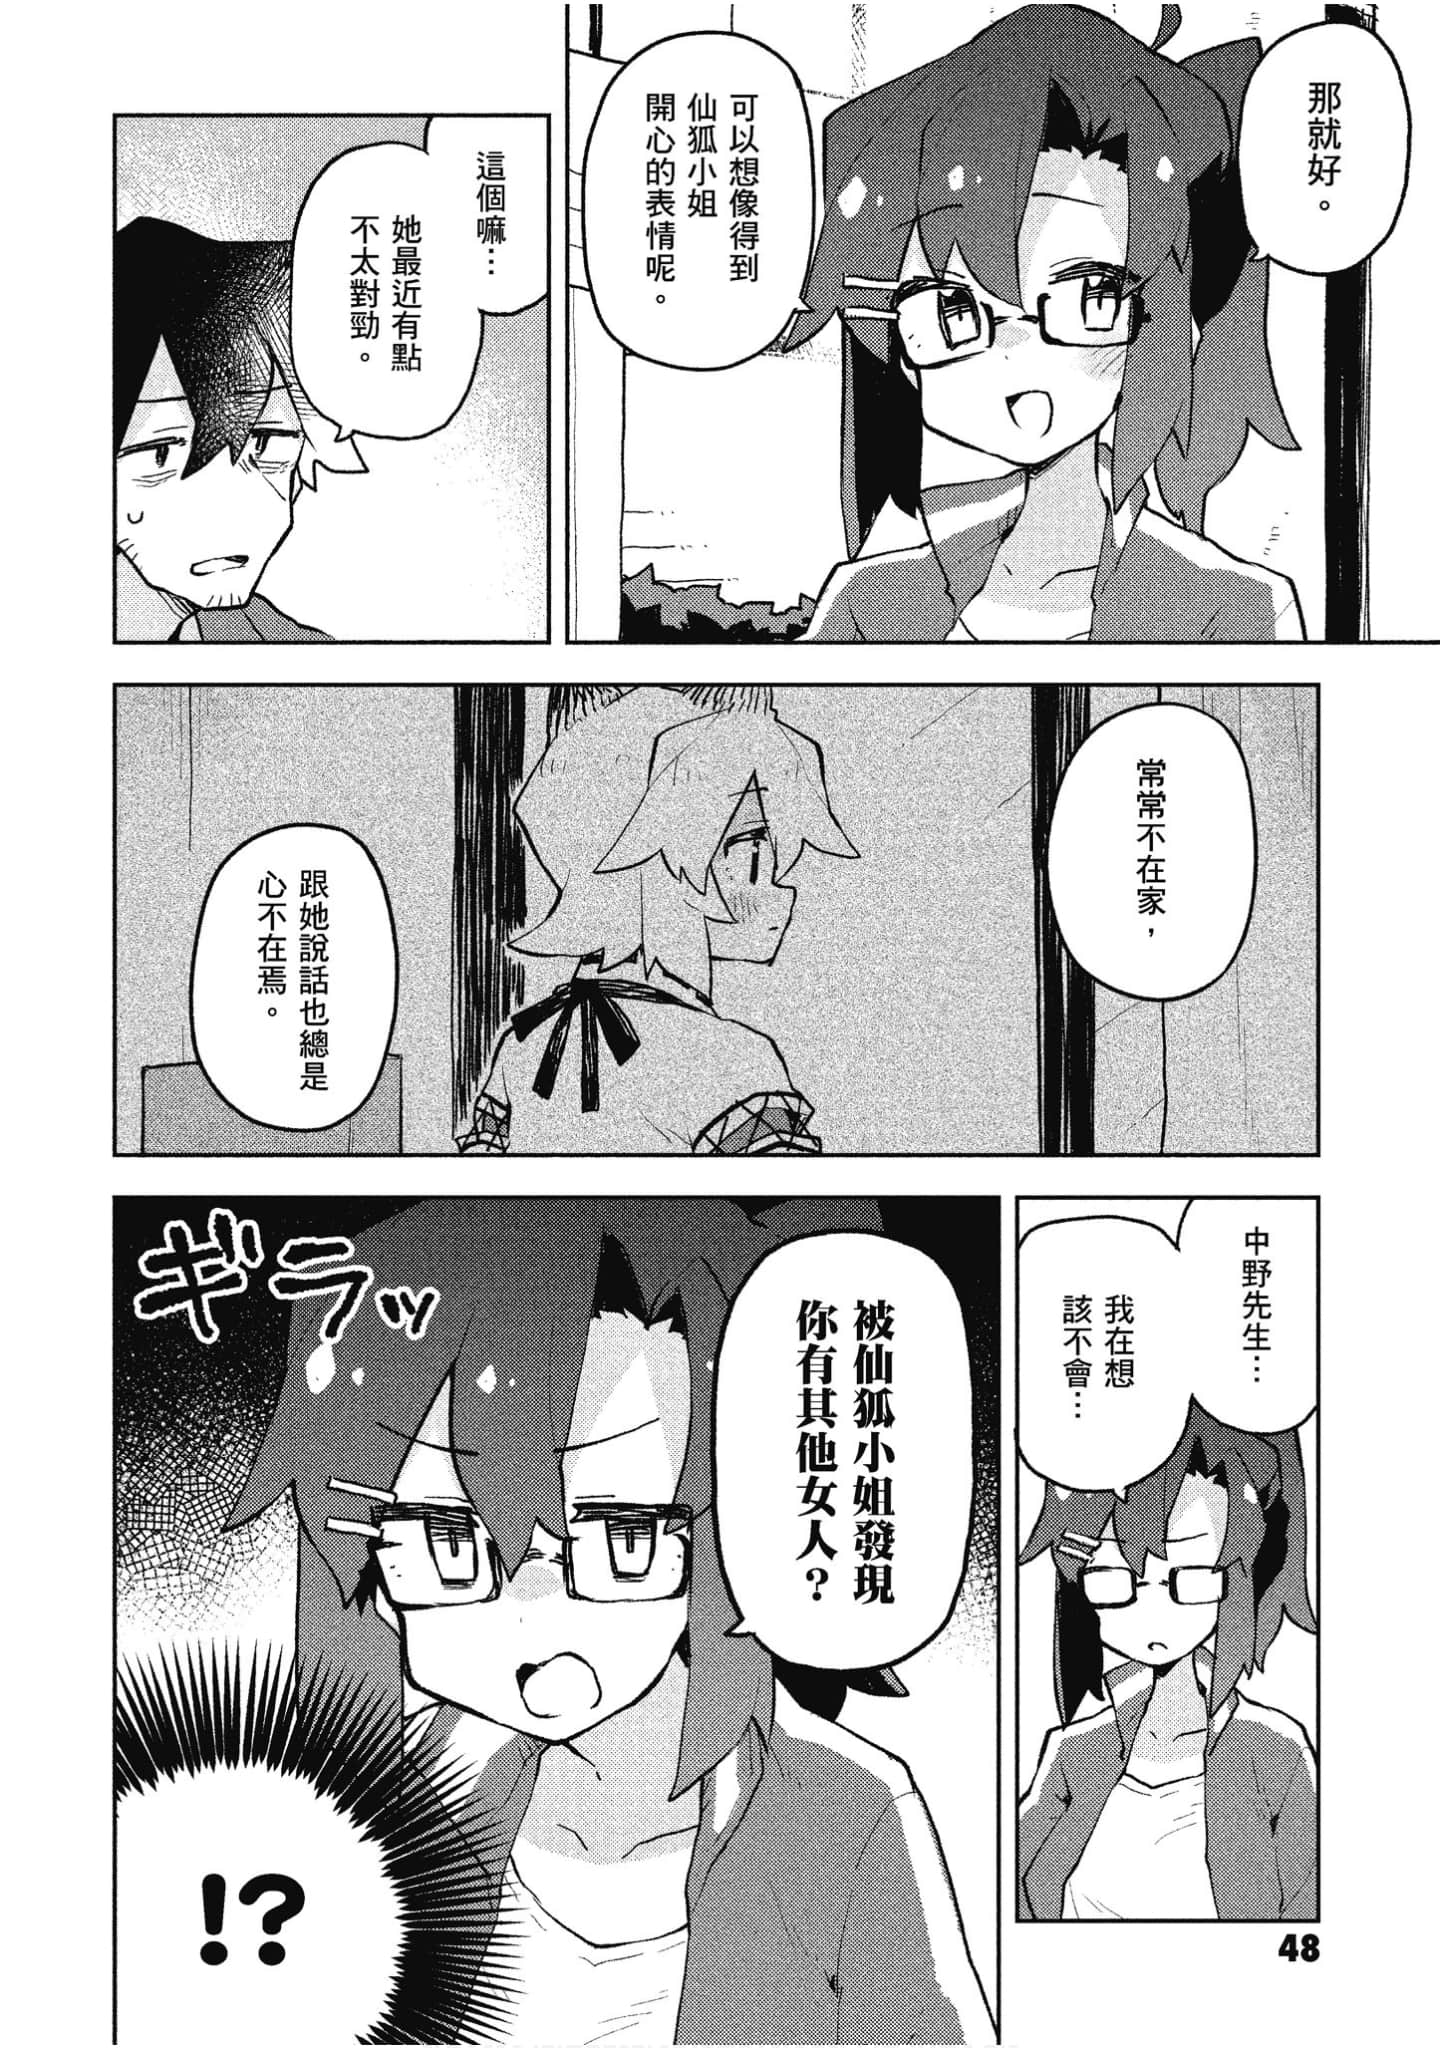 那就好。
可以想像得到
仙狐小姐
開心的表情呢。
這個嘛…
她最近有點
不太對勁。
常常不在家，
跟她說話也總是
心不在焉。
中野先生…
我在想
該不會…
被仙狐小姐發現
你有其他女人？
ギラッ
!?
48